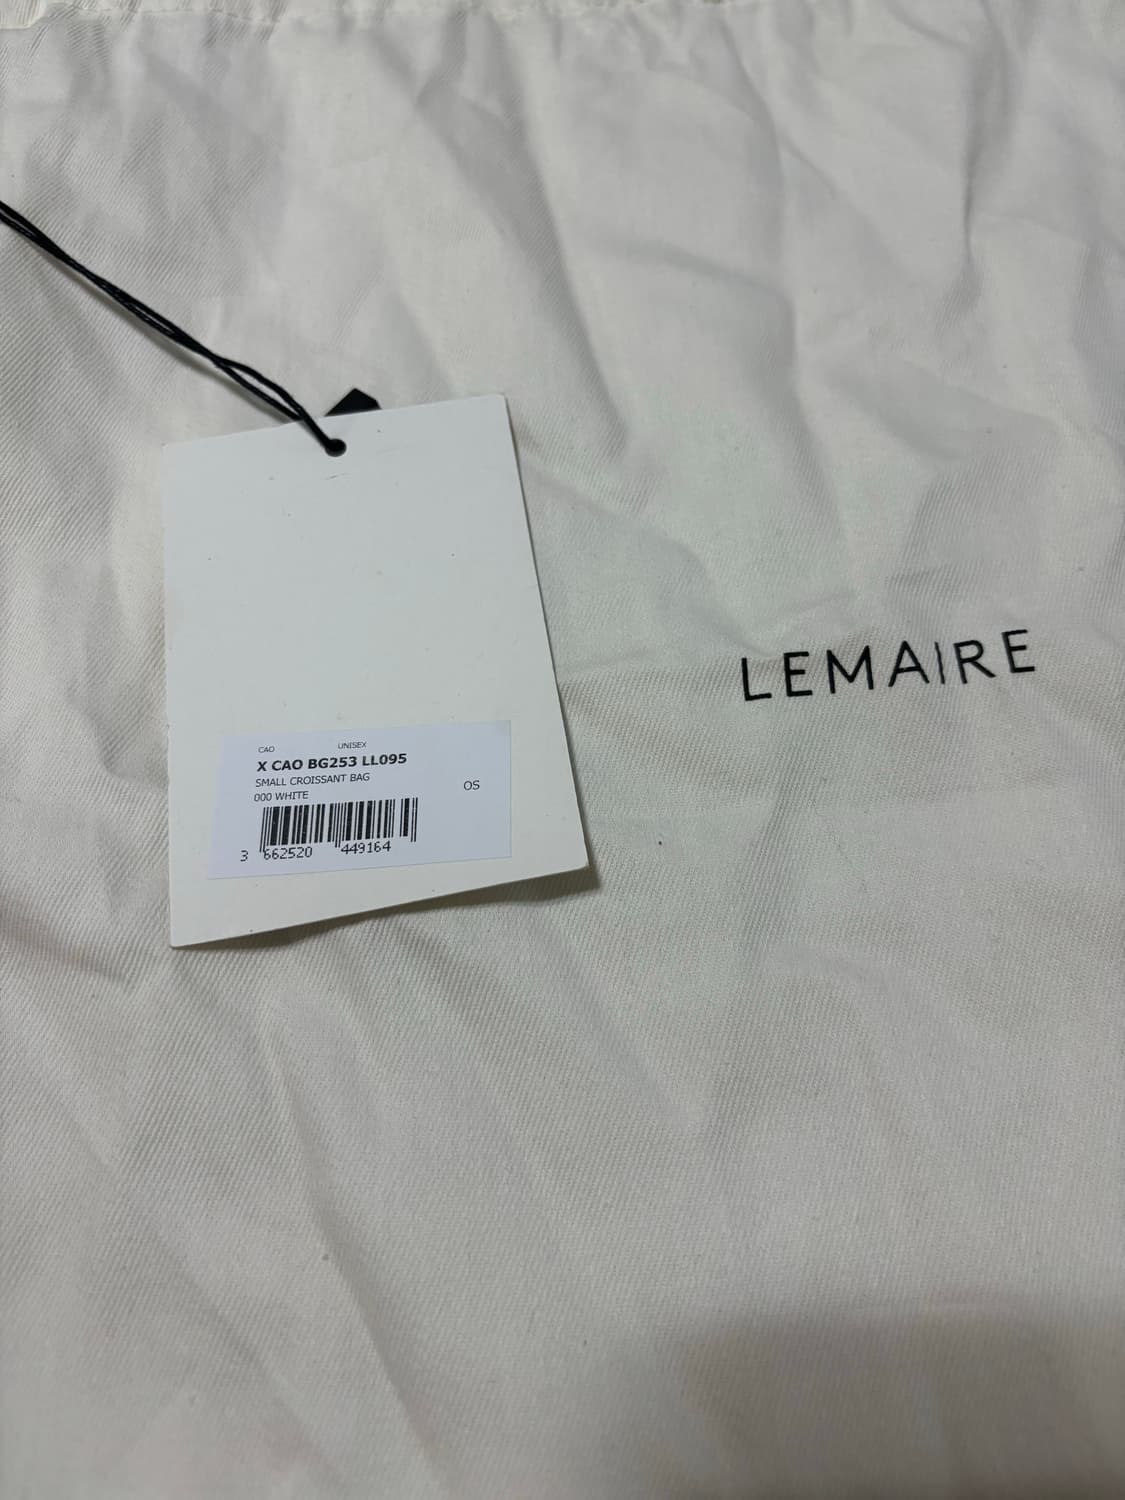 LEMAIRE
CAO UNISEX
X CAO BG253 LL095
SMALL CROISSANT BAG
000 WHITE OS
3 662520 449164